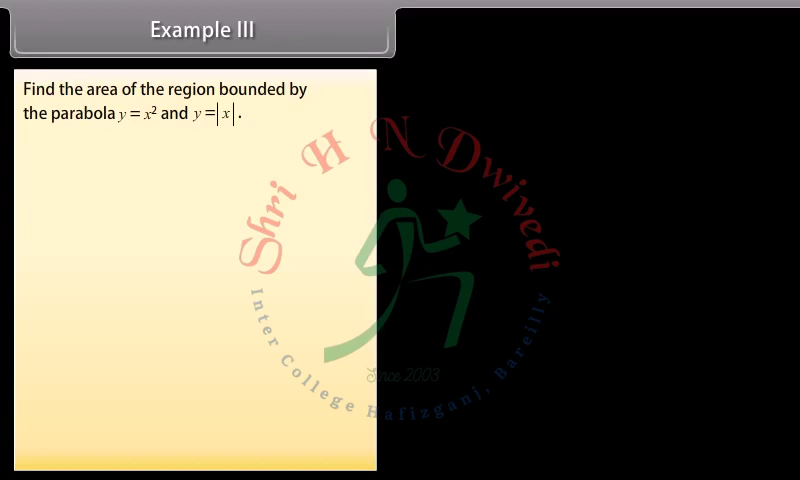 Example III
Find the area of the region bounded by
the parabola y = x² and y = |x|.
Shri H N Dwivedi
Inter College Hafizganj, Bareilly
Since 2003